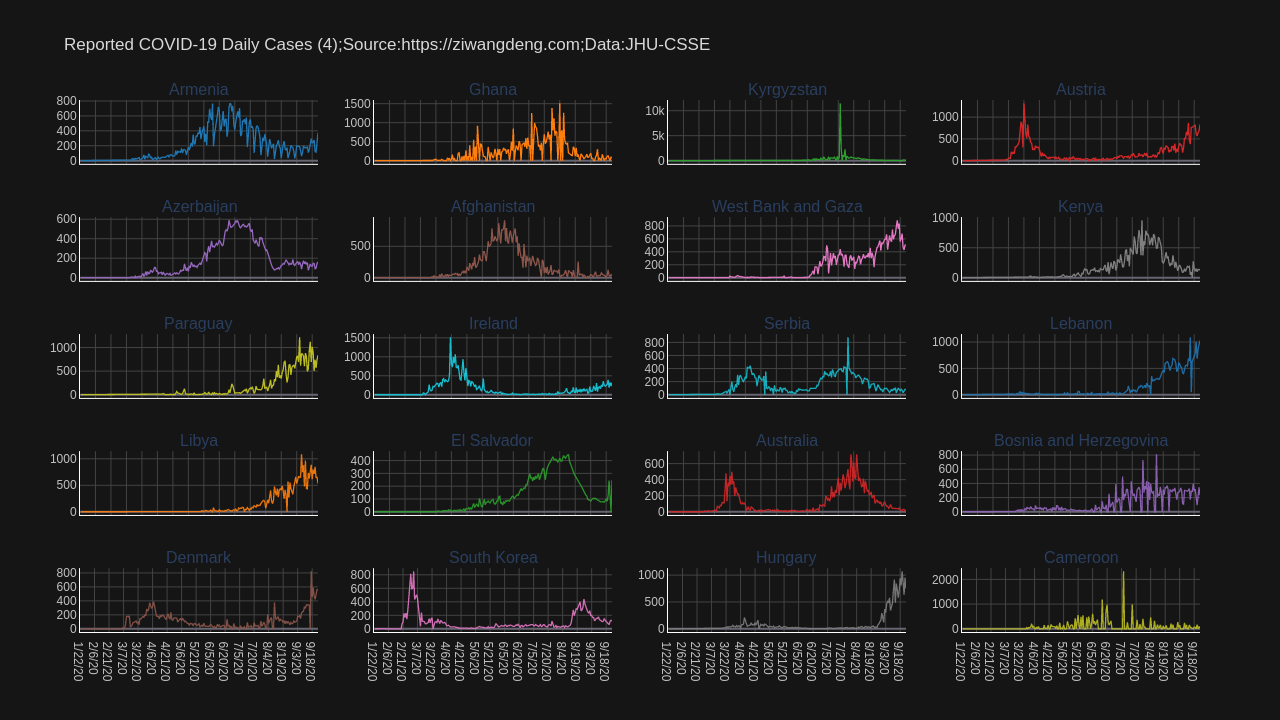 Reported COVID-19 Daily Cases (4);Source:https://ziwangdeng.com;Data:JHU-CSSE
Armenia
800
600
400
200
0
Ghana
1500
1000
500
0
Kyrgyzstan
10k
5k
0
Austria
1000
500
0
Azerbaijan
600
400
200
0
Afghanistan
500
0
West Bank and Gaza
800
600
400
200
0
Kenya
1000
500
0
Paraguay
1000
500
0
Ireland
1500
1000
500
0
Serbia
800
600
400
200
0
Lebanon
1000
500
0
Libya
1000
500
0
El Salvador
400
300
200
100
0
Australia
600
400
200
0
Bosnia and Herzegovina
800
600
400
200
0
Denmark
800
600
400
200
0
South Korea
800
600
400
200
0
Hungary
1000
500
0
Cameroon
2000
1000
0
1/22/20 2/6/20 3/7/20 3/22/20 4/6/20 4/21/20 5/6/20 5/21/20 6/5/20 6/20/20 7/5/20 7/20/20 8/4/20 8/19/20 9/3/20 9/18/20
1/22/20 2/6/20 3/7/20 3/22/20 4/6/20 4/21/20 5/6/20 5/21/20 6/5/20 6/20/20 7/5/20 7/20/20 8/4/20 8/19/20 9/3/20 9/18/20
1/22/20 2/6/20 3/7/20 3/22/20 4/6/20 4/21/20 5/6/20 5/21/20 6/5/20 6/20/20 7/5/20 7/20/20 8/4/20 8/19/20 9/3/20 9/18/20
1/22/20 2/6/20 3/7/20 3/22/20 4/6/20 4/21/20 5/6/20 5/21/20 6/5/20 6/20/20 7/5/20 7/20/20 8/4/20 8/19/20 9/3/20 9/18/20